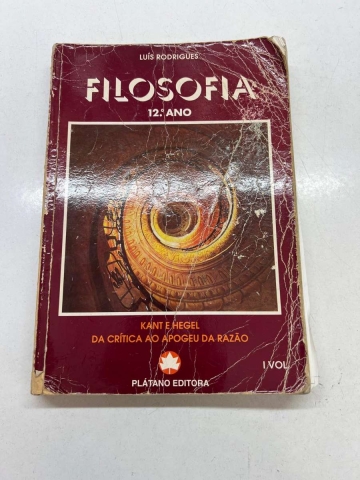 LUÍS RODRIGUES
FILOSOFIA
12.º ANO
KANT E HEGEL
DA CRÍTICA AO APOGEU DA RAZÃO
I VOL.
PLÁTANO EDITORA